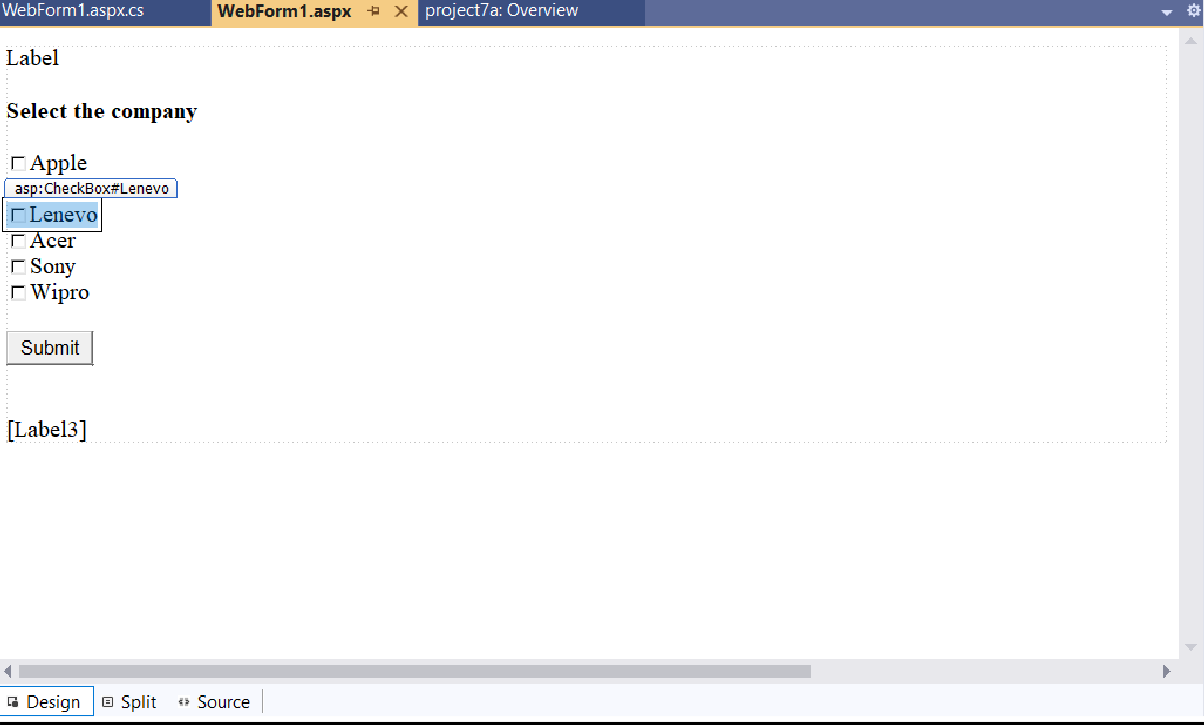 WebForm1.aspx.cs WebForm1.aspx project7a: Overview
Label
Select the company
Apple
asp:CheckBox#Lenevo
Lenevo
Acer
Sony
Wipro
Submit
[Label3]
Design Split Source